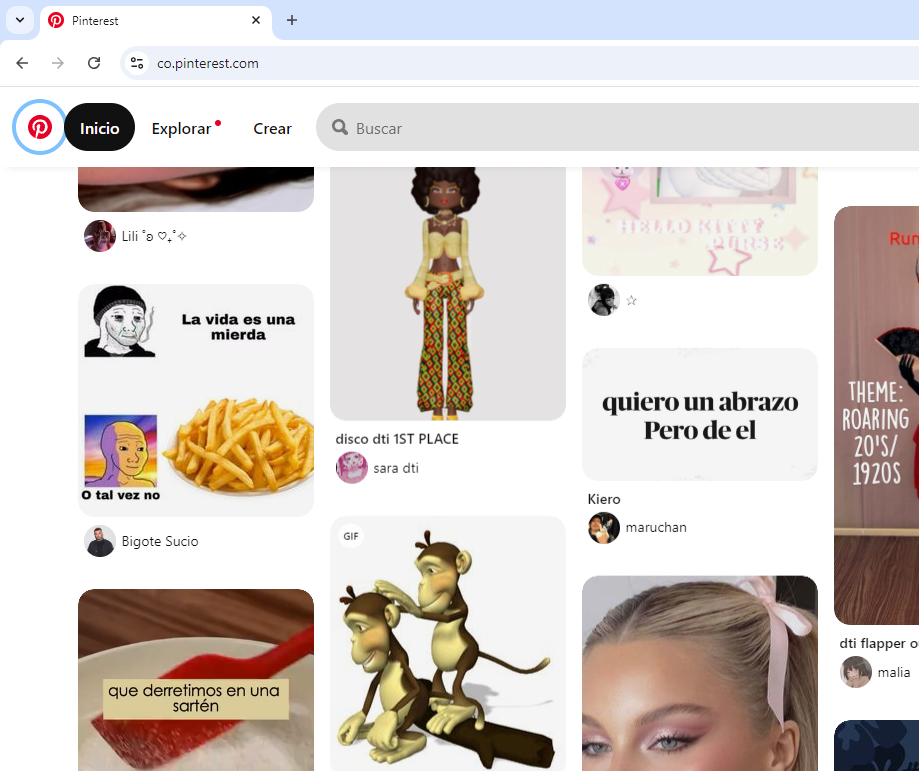 Pinterest
co.pinterest.com
Inicio
Explorar
Crear
Buscar
Lili ˚ʚ ♡₊˚✧
La vida es una
mierda
O tal vez no
Bigote Sucio
que derretimos en una
sartén
disco dti 1ST PLACE
sara dti
GIF
HELLO KITTY
PURSE
☆
quiero un abrazo
Pero de el
Kiero
maruchan
Run
THEME:
ROARING
20'S/
1920S
dti flapper o
malia